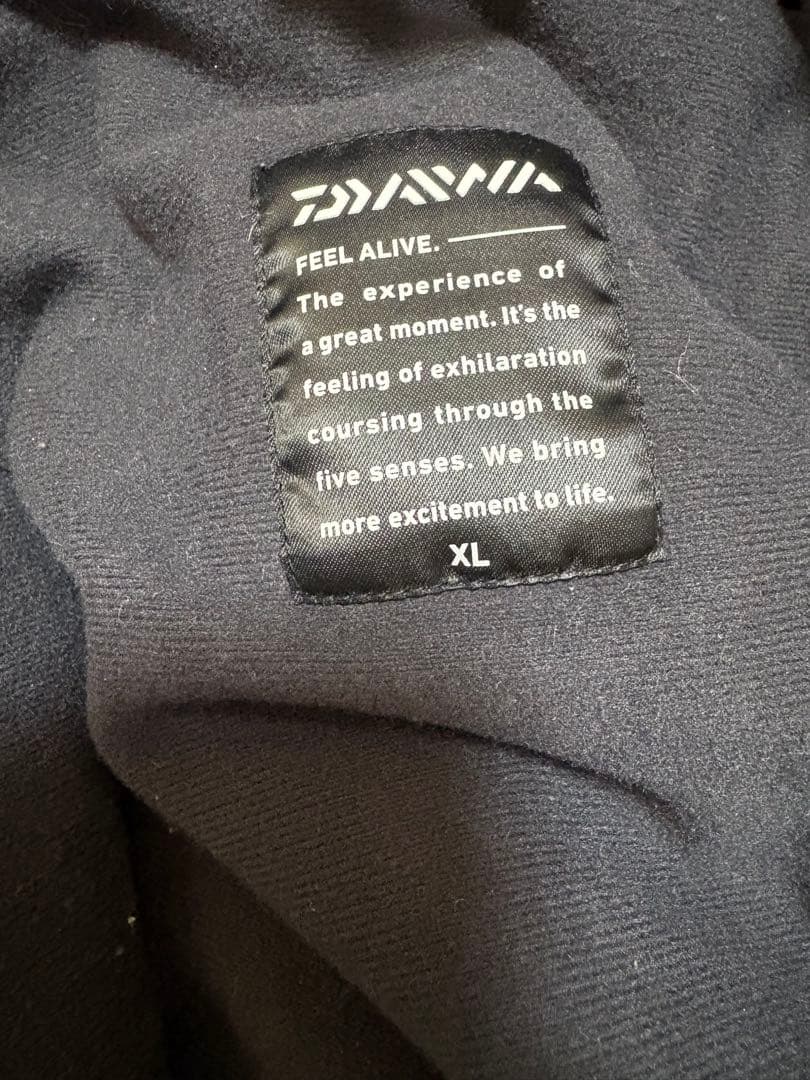 DAIWA
FEEL ALIVE.
The experience of
a great moment. It's the
feeling of exhilaration
coursing through the
five senses. We bring
more excitement to life.
XL